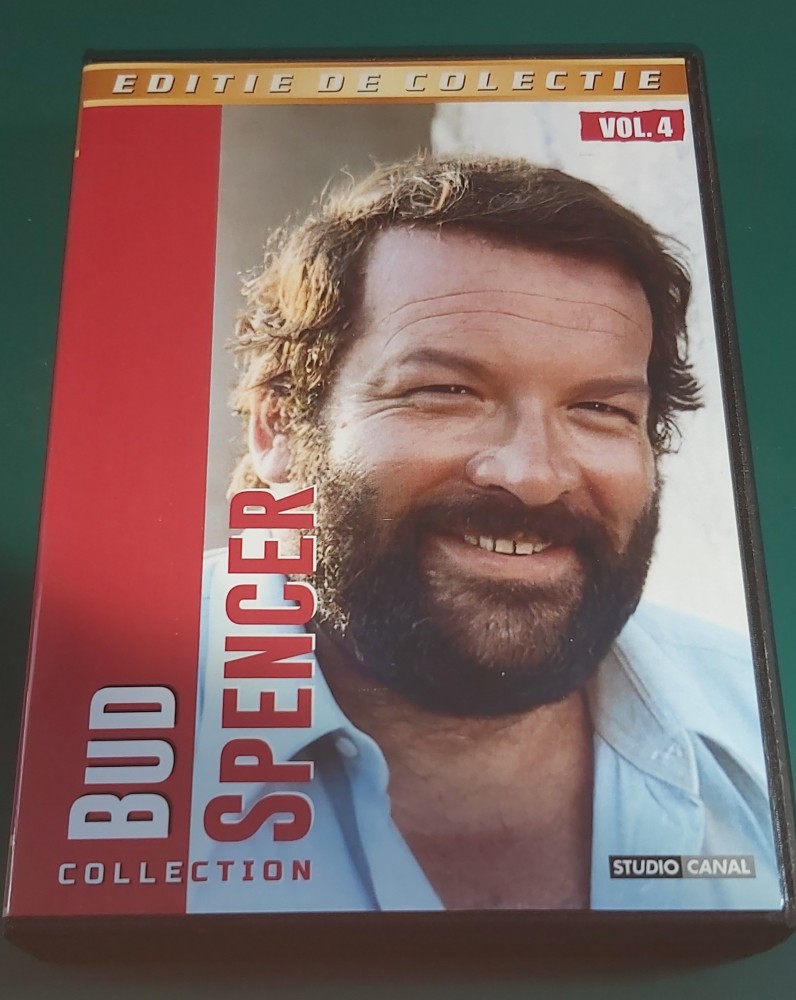 EDITIE DE COLECTIE
VOL. 4
BUD
SPENCER
COLLECTION
STUDIO CANAL